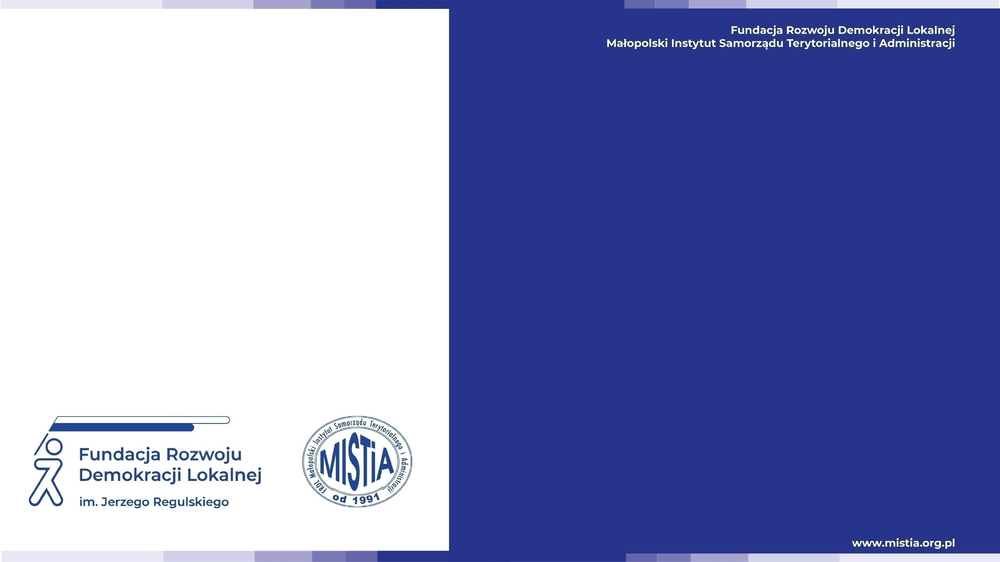 Fundacja Rozwoju Demokracji Lokalnej
Małopolski Instytut Samorządu Terytorialnego i Administracji
Fundacja Rozwoju
Demokracji Lokalnej
im. Jerzego Regulskiego
FRDL Małopolski Instytut Samorządu Terytorialnego i Administracji
MISTiA
od 1991
www.mistia.org.pl